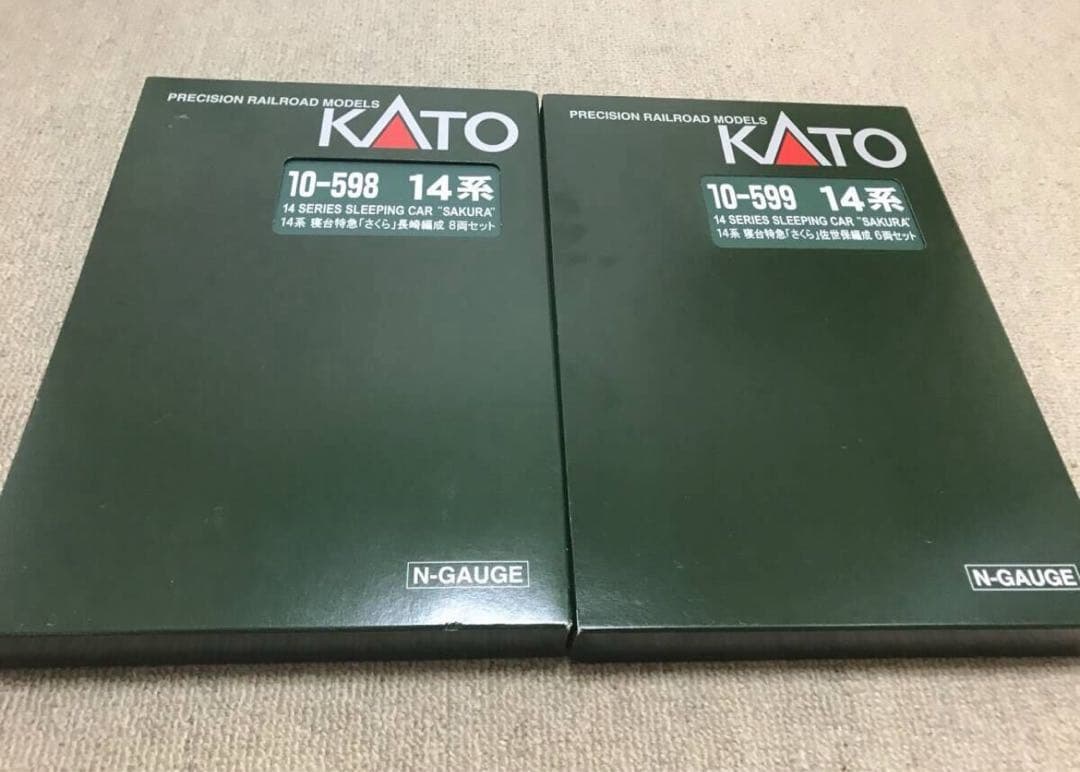 PRECISION RAILROAD MODELS
KATO
10-598 14系
14 SERIES SLEEPING CAR "SAKURA"
14系 寝台特急「さくら」長崎編成 8両セット
N-GAUGE
PRECISION RAILROAD MODELS
KATO
10-599 14系
14 SERIES SLEEPING CAR "SAKURA"
14系 寝台特急「さくら」佐世保編成 6両セット
N-GAUGE